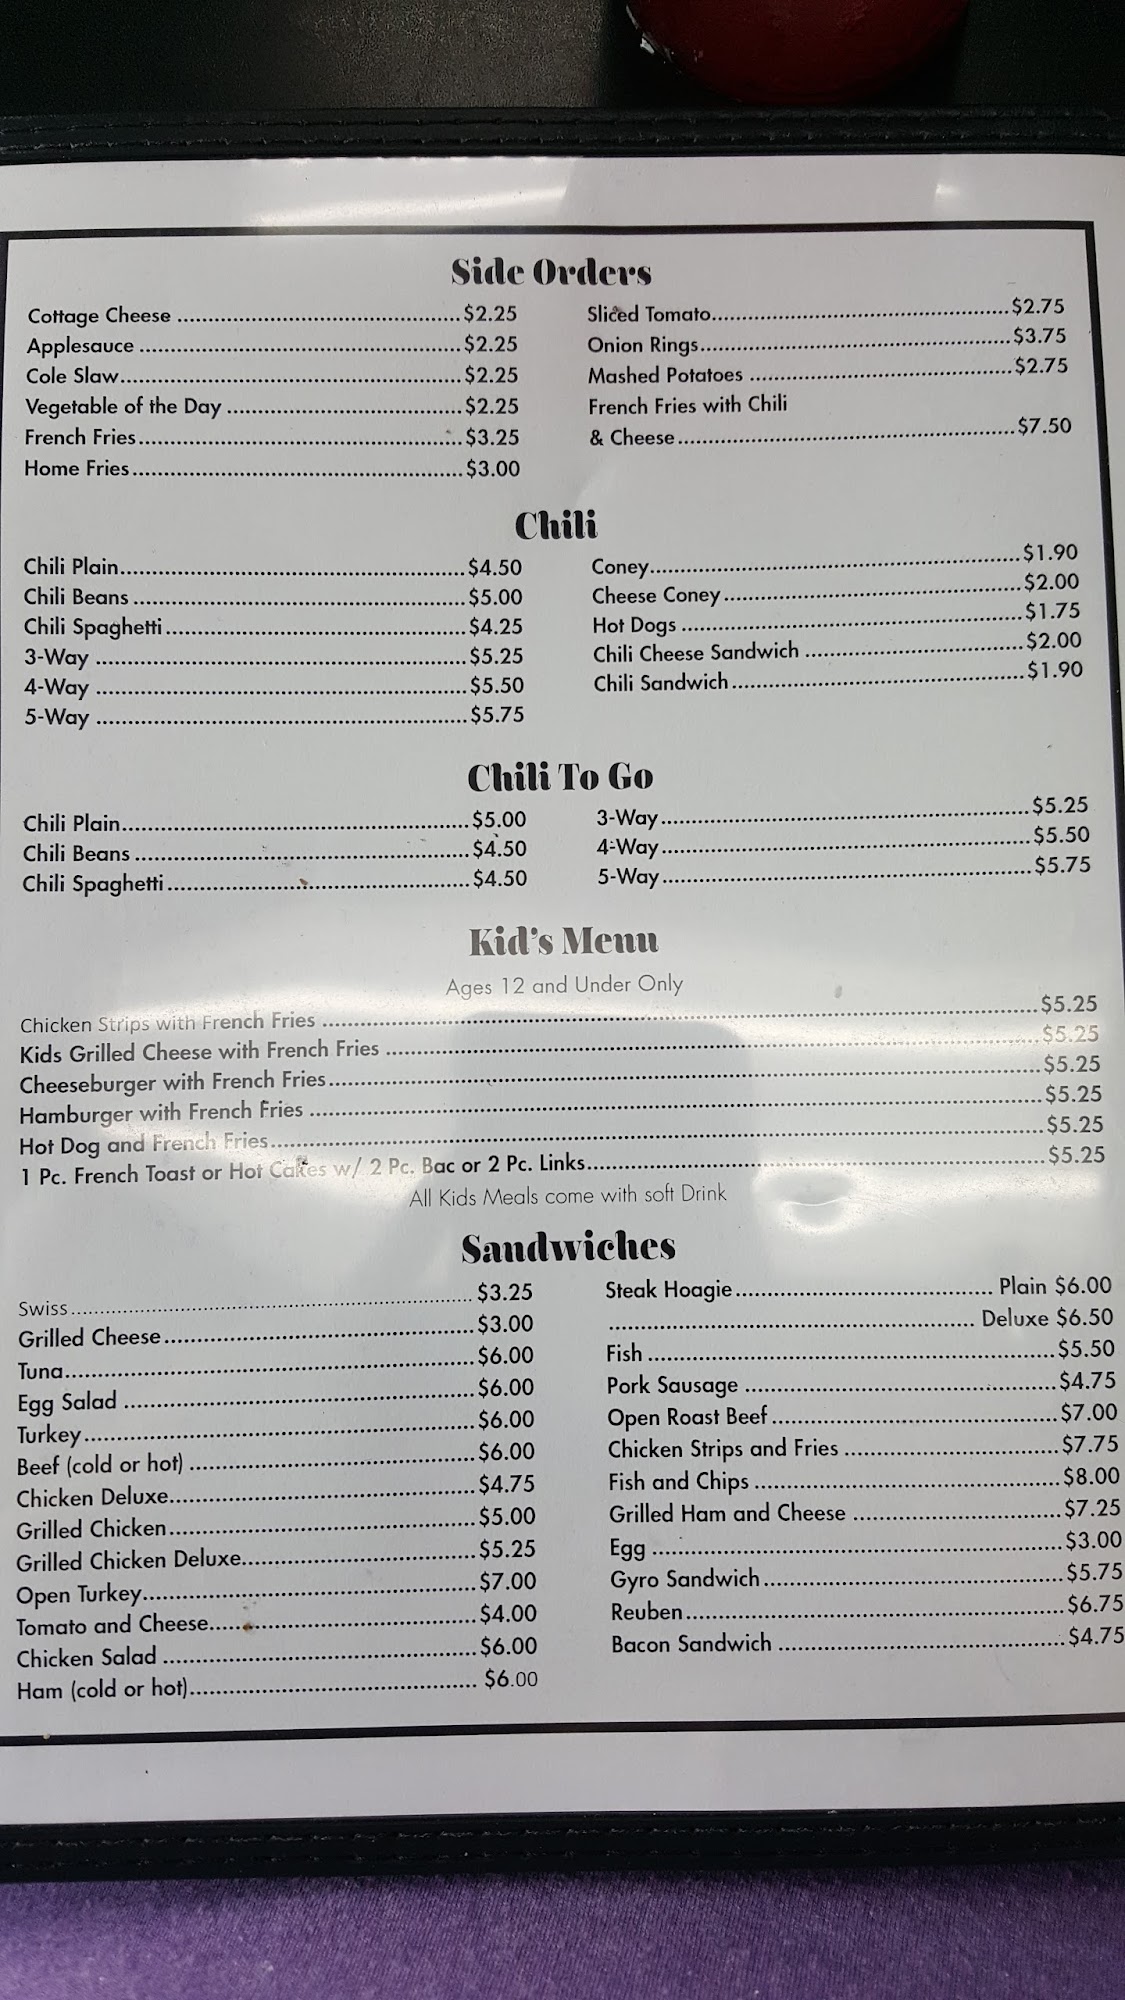 Side Orders
Cottage Cheese ........ $2.25
Applesauce ........ $2.25
Cole Slaw ........ $2.25
Vegetable of the Day ........ $2.25
French Fries ........ $3.25
Home Fries ........ $3.00
Sliced Tomato ........ $2.75
Onion Rings ........ $3.75
Mashed Potatoes ........ $2.75
French Fries with Chili
& Cheese ........ $7.50
Chili
Chili Plain ........ $4.50
Chili Beans ........ $5.00
Chili Spaghetti ........ $4.25
3-Way ........ $5.25
4-Way ........ $5.50
5-Way ........ $5.75
Coney ........ $1.90
Cheese Coney ........ $2.00
Hot Dogs ........ $1.75
Chili Cheese Sandwich ........ $2.00
Chili Sandwich ........ $1.90
Chili To Go
Chili Plain ........ $5.00
Chili Beans ........ $4.50
Chili Spaghetti ........ $4.50
3-Way ........ $5.25
4-Way ........ $5.50
5-Way ........ $5.75
Kid's Menu
Ages 12 and Under Only
Chicken Strips with French Fries ........ $5.25
Kids Grilled Cheese with French Fries ........ $5.25
Cheeseburger with French Fries ........ $5.25
Hamburger with French Fries ........ $5.25
Hot Dog and French Fries ........ $5.25
1 Pc. French Toast or Hot Cakes w/ 2 Pc. Bac or 2 Pc. Links ........ $5.25
All Kids Meals come with soft Drink
Sandwiches
Swiss ........ $3.25
Grilled Cheese ........ $3.00
Tuna ........ $6.00
Egg Salad ........ $6.00
Turkey ........ $6.00
Beef (cold or hot) ........ $6.00
Chicken Deluxe ........ $4.75
Grilled Chicken ........ $5.00
Grilled Chicken Deluxe ........ $5.25
Open Turkey ........ $7.00
Tomato and Cheese ........ $4.00
Chicken Salad ........ $6.00
Ham (cold or hot) ........ $6.00
Steak Hoagie ........ Plain $6.00
........ Deluxe $6.50
Fish ........ $5.50
Pork Sausage ........ $4.75
Open Roast Beef ........ $7.00
Chicken Strips and Fries ........ $7.75
Fish and Chips ........ $8.00
Grilled Ham and Cheese ........ $7.25
Egg ........ $3.00
Gyro Sandwich ........ $5.75
Reuben ........ $6.75
Bacon Sandwich ........ $4.75